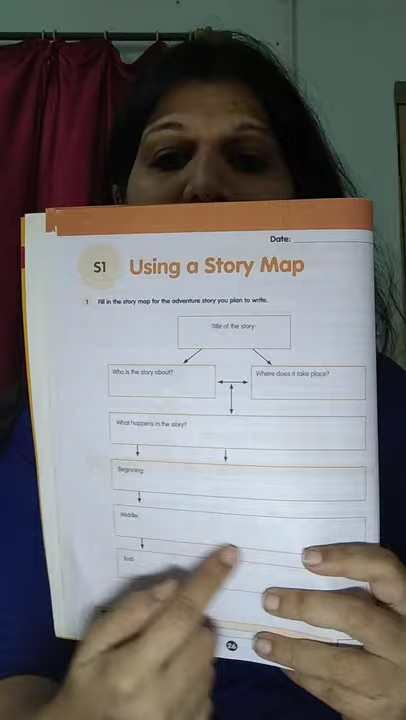 Date:
S1 Using a Story Map
1 Fill in the story map for the adventure story you plan to write.
Title of the story:
Who is the story about?
Where does it take place?
What happens in the story?
Beginning:
Middle:
End:
26